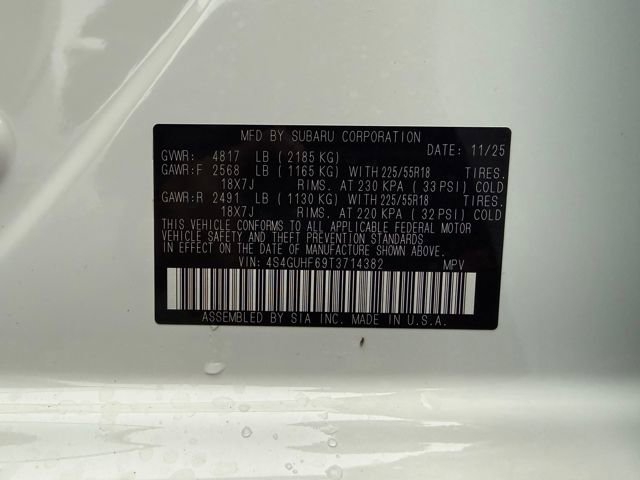 MFD BY SUBARU CORPORATION
GVWR: 4817 LB (2185 KG) DATE: 11/25
GAWR:F 2568 LB (1165 KG) WITH 225/55R18 TIRES.
18X7J RIMS. AT 230 KPA (33 PSI) COLD
GAWR:R 2491 LB (1130 KG) WITH 225/55R18 TIRES.
18X7J RIMS. AT 220 KPA (32 PSI) COLD
THIS VEHICLE CONFORMS TO ALL APPLICABLE FEDERAL MOTOR
VEHICLE SAFETY AND THEFT PREVENTION STANDARDS
IN EFFECT ON THE DATE OF MANUFACTURE SHOWN ABOVE.
VIN: 4S4GUHF69T3714382 MPV
ASSEMBLED BY SIA INC. MADE IN U.S.A.